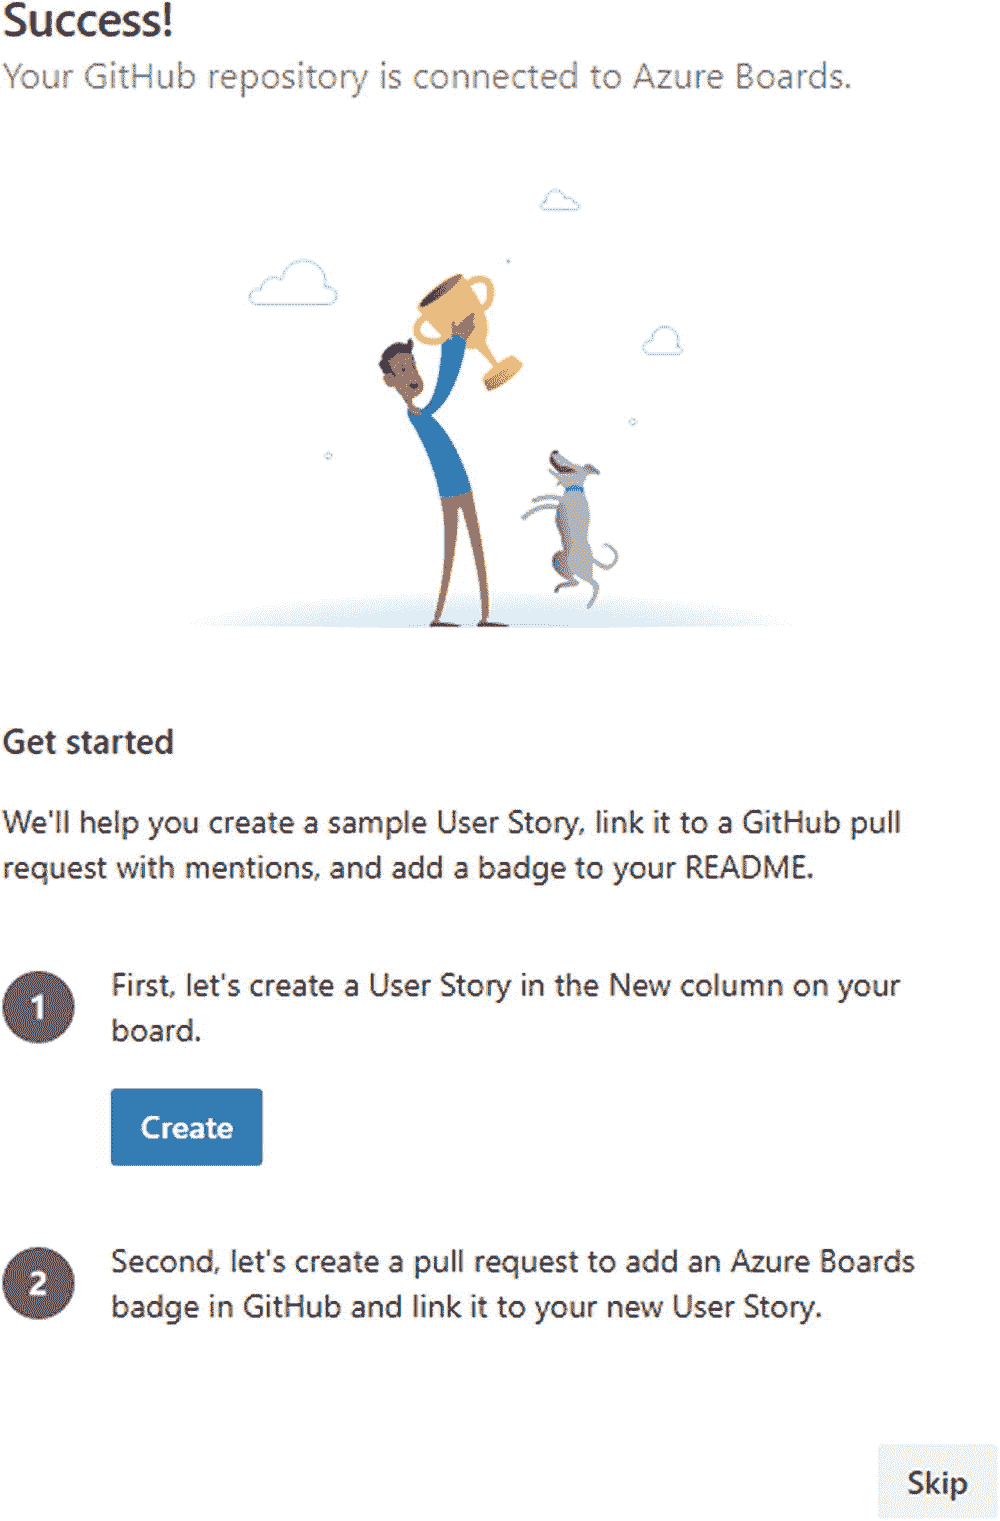 Success!
Your GitHub repository is connected to Azure Boards.
Get started
We'll help you create a sample User Story, link it to a GitHub pull
request with mentions, and add a badge to your README.
1
First, let's create a User Story in the New column on your
board.
Create
2
Second, let's create a pull request to add an Azure Boards
badge in GitHub and link it to your new User Story.
Skip